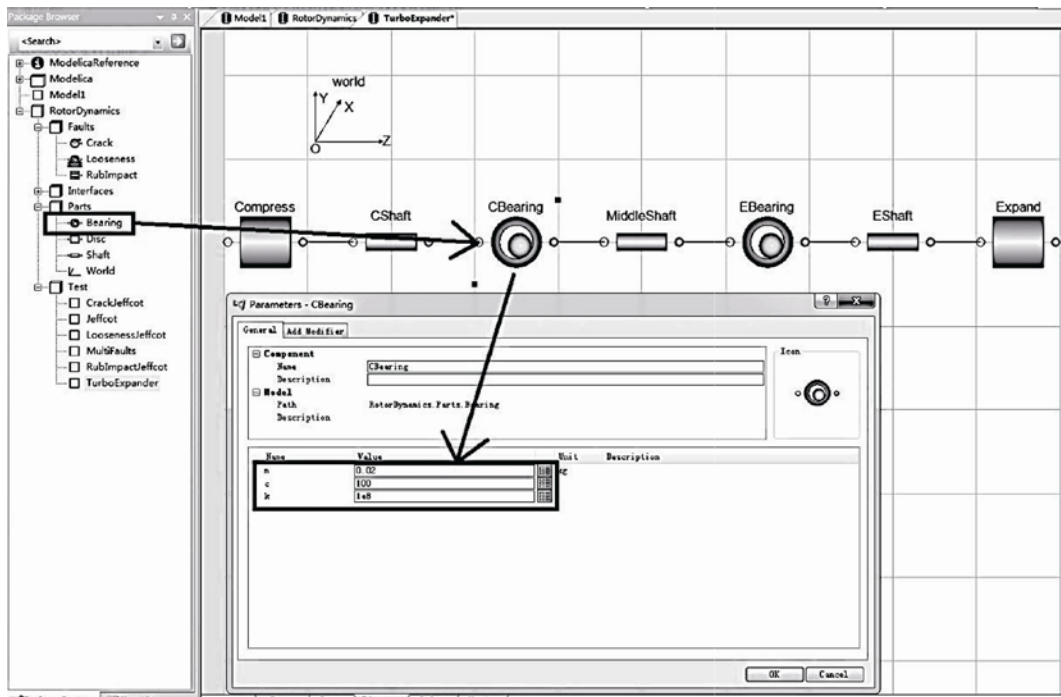 Package Browser
Model1 RotorDynamics TurboExpander*
<Search>
ModelicaReference
Modelica
Model1
RotorDynamics
Faults
Crack
Looseness
RubImpact
Interfaces
Parts
Bearing
Disc
Shaft
World
Test
CrackJeffcot
Jeffcot
LoosenessJeffcot
MultiFaults
RubImpactJeffcot
TurboExpander
world
Y
X
Z
O
Compress
CShaft
CBearing
MiddleShaft
EBearing
EShaft
Expand
Parameters - CBearing
General Add Modifier
Component
Name CBearing
Description
Icon
Model
Path RotorDynamics.Parts.Bearing
Description
Name Value Unit Description
m 0.02 kg
c 100
k 1e8
OK Cancel